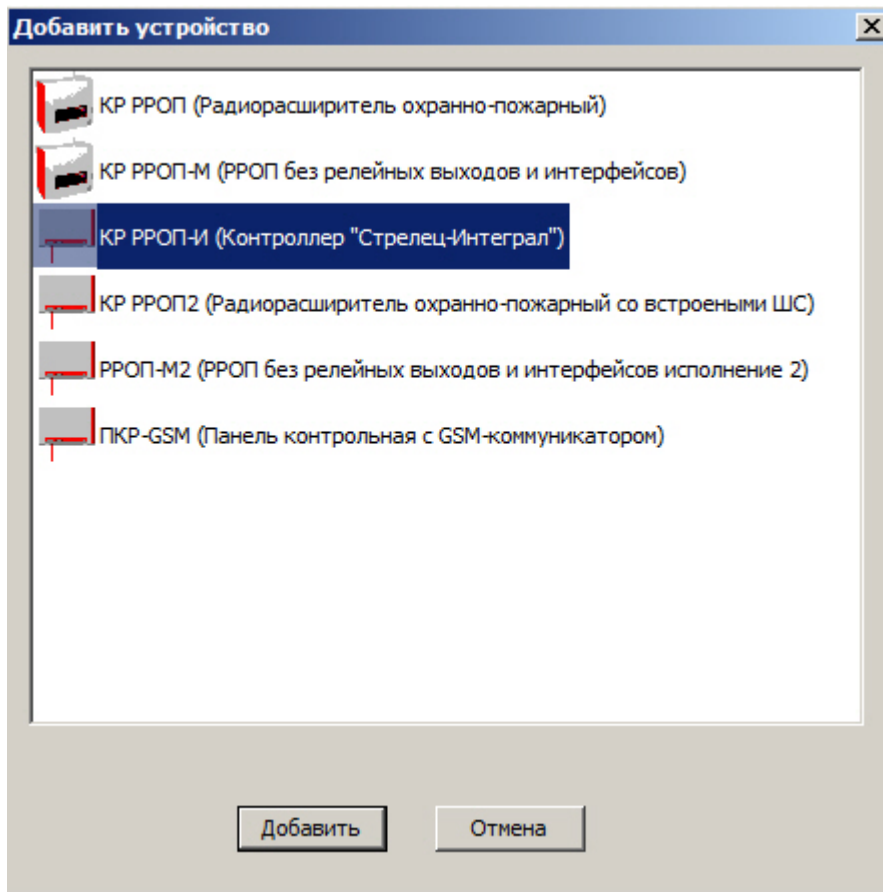 Добавить устройство
КР РРОП (Радиорасширитель охранно-пожарный)
КР РРОП-М (РРОП без релейных выходов и интерфейсов)
КР РРОП-И (Контроллер "Стрелец-Интеграл")
КР РРОП2 (Радиорасширитель охранно-пожарный со встроеными ШС)
РРОП-М2 (РРОП без релейных выходов и интерфейсов исполнение 2)
ПКР-GSM (Панель контрольная с GSM-коммуникатором)
Добавить
Отмена